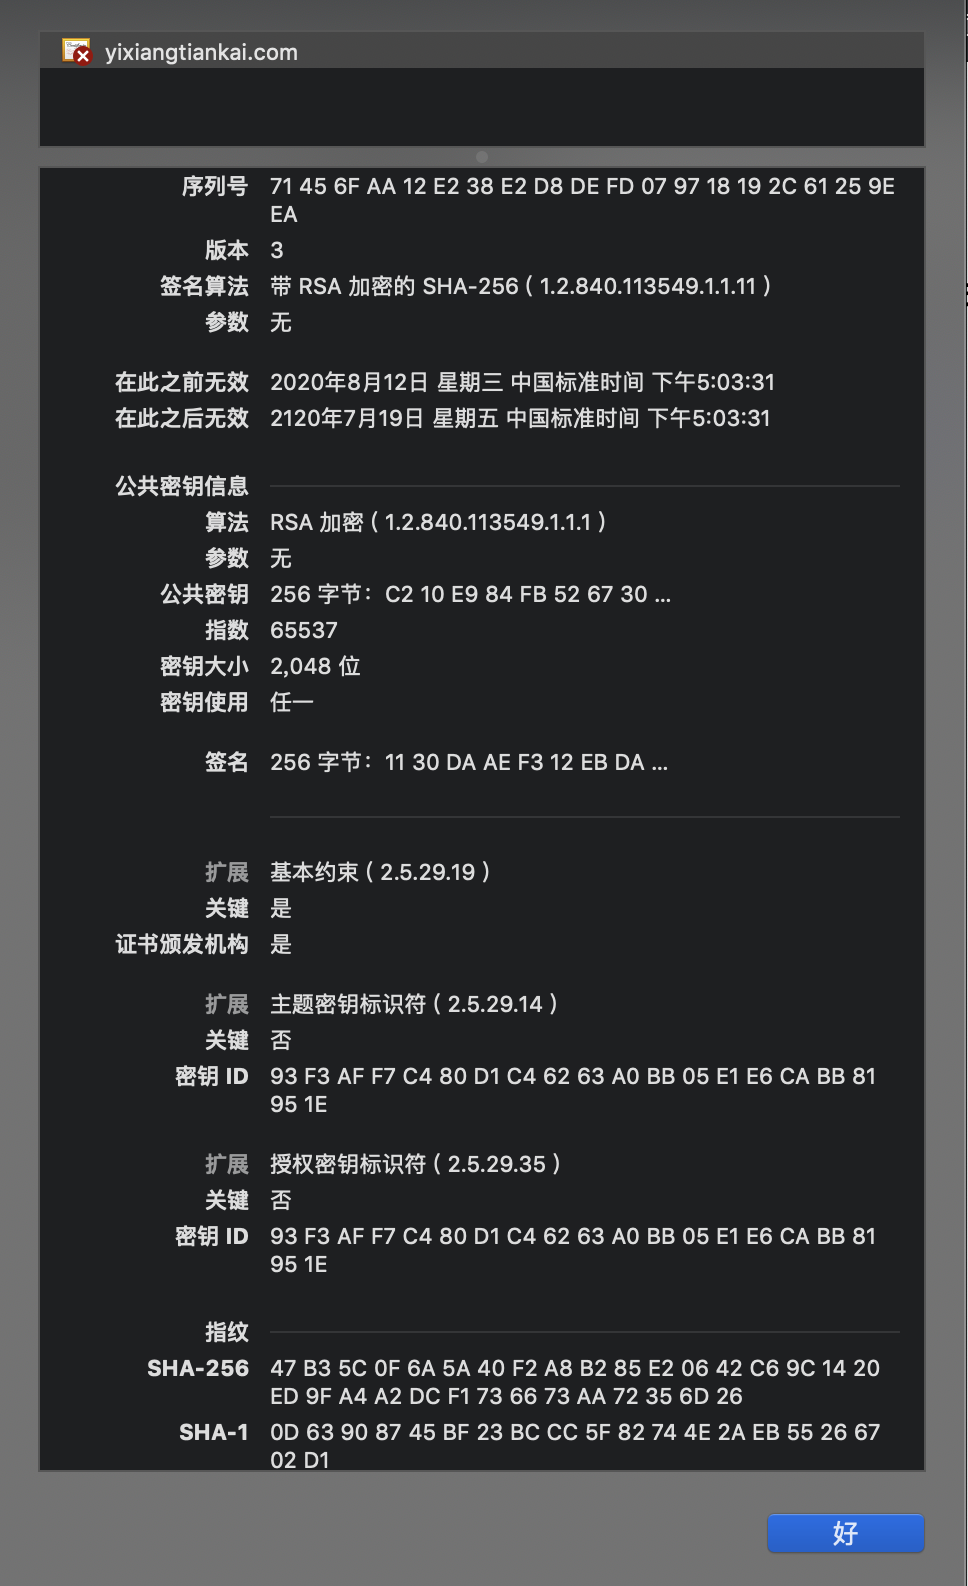 yixiangtiankai.com
序列号 71 45 6F AA 12 E2 38 E2 D8 DE FD 07 97 18 19 2C 61 25 9E
EA
版本 3
签名算法 带 RSA 加密的 SHA-256 ( 1.2.840.113549.1.1.11 )
参数 无
在此之前无效 2020年8月12日 星期三 中国标准时间 下午5:03:31
在此之后无效 2120年7月19日 星期五 中国标准时间 下午5:03:31
公共密钥信息
算法 RSA 加密 ( 1.2.840.113549.1.1.1 )
参数 无
公共密钥 256 字节：C2 10 E9 84 FB 52 67 30 ...
指数 65537
密钥大小 2,048 位
密钥使用 任一
签名 256 字节：11 30 DA AE F3 12 EB DA ...
扩展 基本约束 ( 2.5.29.19 )
关键 是
证书颁发机构 是
扩展 主题密钥标识符 ( 2.5.29.14 )
关键 否
密钥 ID 93 F3 AF F7 C4 80 D1 C4 62 63 A0 BB 05 E1 E6 CA BB 81
95 1E
扩展 授权密钥标识符 ( 2.5.29.35 )
关键 否
密钥 ID 93 F3 AF F7 C4 80 D1 C4 62 63 A0 BB 05 E1 E6 CA BB 81
95 1E
指纹
SHA-256 47 B3 5C 0F 6A 5A 40 F2 A8 B2 85 E2 06 42 C6 9C 14 20
ED 9F A4 A2 DC F1 73 66 73 AA 72 35 6D 26
SHA-1 0D 63 90 87 45 BF 23 BC CC 5F 82 74 4E 2A EB 55 26 67
02 D1
好